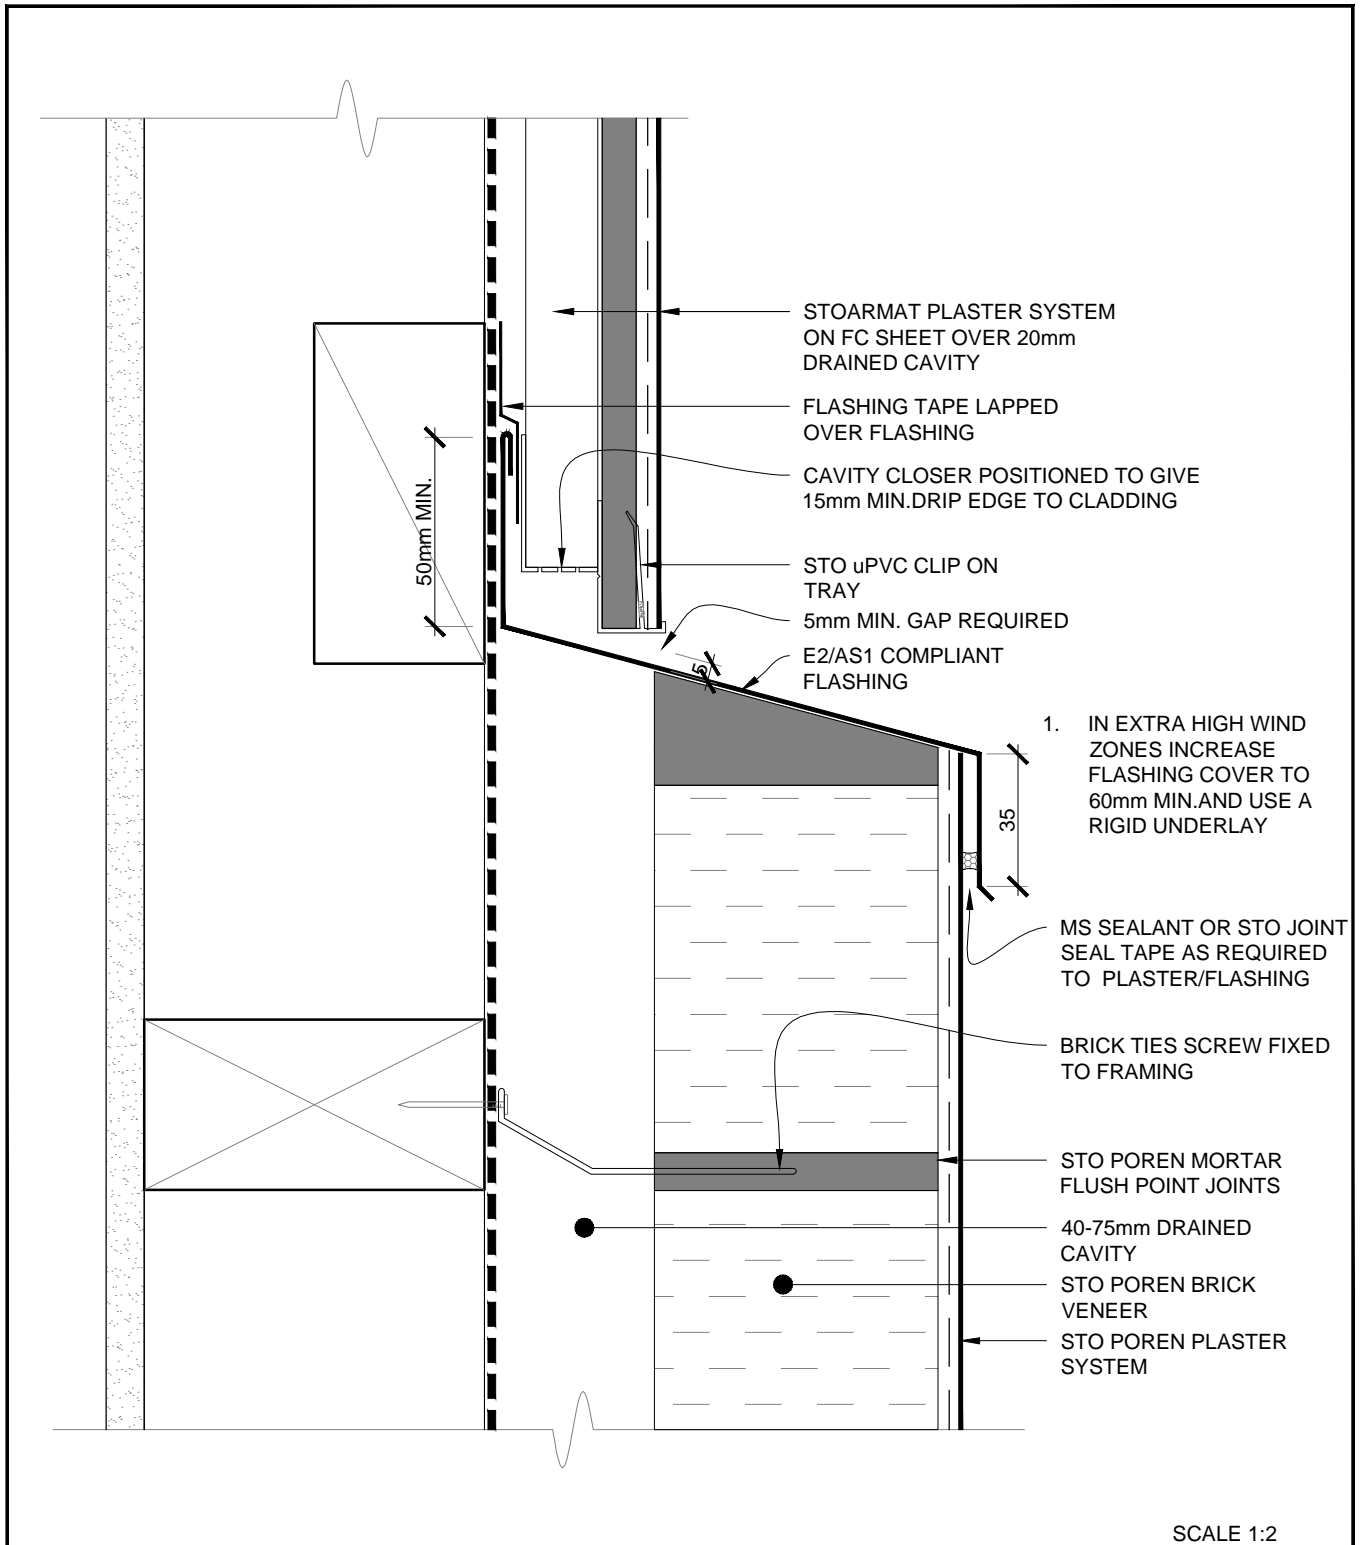 STOARMAT PLASTER SYSTEM
ON FC SHEET OVER 20mm
DRAINED CAVITY
FLASHING TAPE LAPPED
OVER FLASHING
CAVITY CLOSER POSITIONED TO GIVE
15mm MIN.DRIP EDGE TO CLADDING
50mm MIN.
STO uPVC CLIP ON
TRAY
5mm MIN. GAP REQUIRED
5
E2/AS1 COMPLIANT
FLASHING
1. IN EXTRA HIGH WIND
ZONES INCREASE
FLASHING COVER TO
60mm MIN.AND USE A
RIGID UNDERLAY
35
MS SEALANT OR STO JOINT
SEAL TAPE AS REQUIRED
TO PLASTER/FLASHING
BRICK TIES SCREW FIXED
TO FRAMING
STO POREN MORTAR
FLUSH POINT JOINTS
40-75mm DRAINED
CAVITY
STO POREN BRICK
VENEER
STO POREN PLASTER
SYSTEM
SCALE 1:2